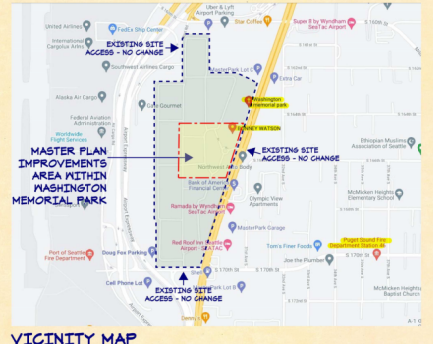 Uber & Lyft
Airport Parking
United Airlines
FedEx Ship Center
Star Coffee
Super 8 by Wyndham
SeaTac Airport
International
Cargolux Airlines
EXISTING SITE
ACCESS - NO CHANGE
Southwest Airlines Cargo
MasterPark Lot C
Extra Car
Alaska Air Cargo
Gate Gourmet
Washington
memorial park
Federal Aviation
Administration
BONNEY WATSON
Worldwide
Flight Services
Ethiopian Muslims
Association of Seattle
MASTER PLAN
IMPROVEMENTS
AREA WITHIN
WASHINGTON
MEMORIAL PARK
EXISTING SITE
ACCESS - NO CHANGE
Northwest Auto Body
Bank of America
Financial Center
McMicken Heights
Elementary School
Olympic View
Apartments
Ramada by Wyndham
SeaTac Airport
MasterPark Garage
Red Roof Inn Seattle
Airport - SEATAC
Puget Sound Fire
Department Station 46
Port of Seattle
Fire Department
Doug Fox Parking
Tom's Finer Foods
S 170th St
S 170th St
Joe the Plumber
Cell Phone Lot
EXISTING SITE
ACCESS - NO CHANGE
MasterPark Lot B
McMicken Heights
Baptist Church
Denny's
VICINITY MAP